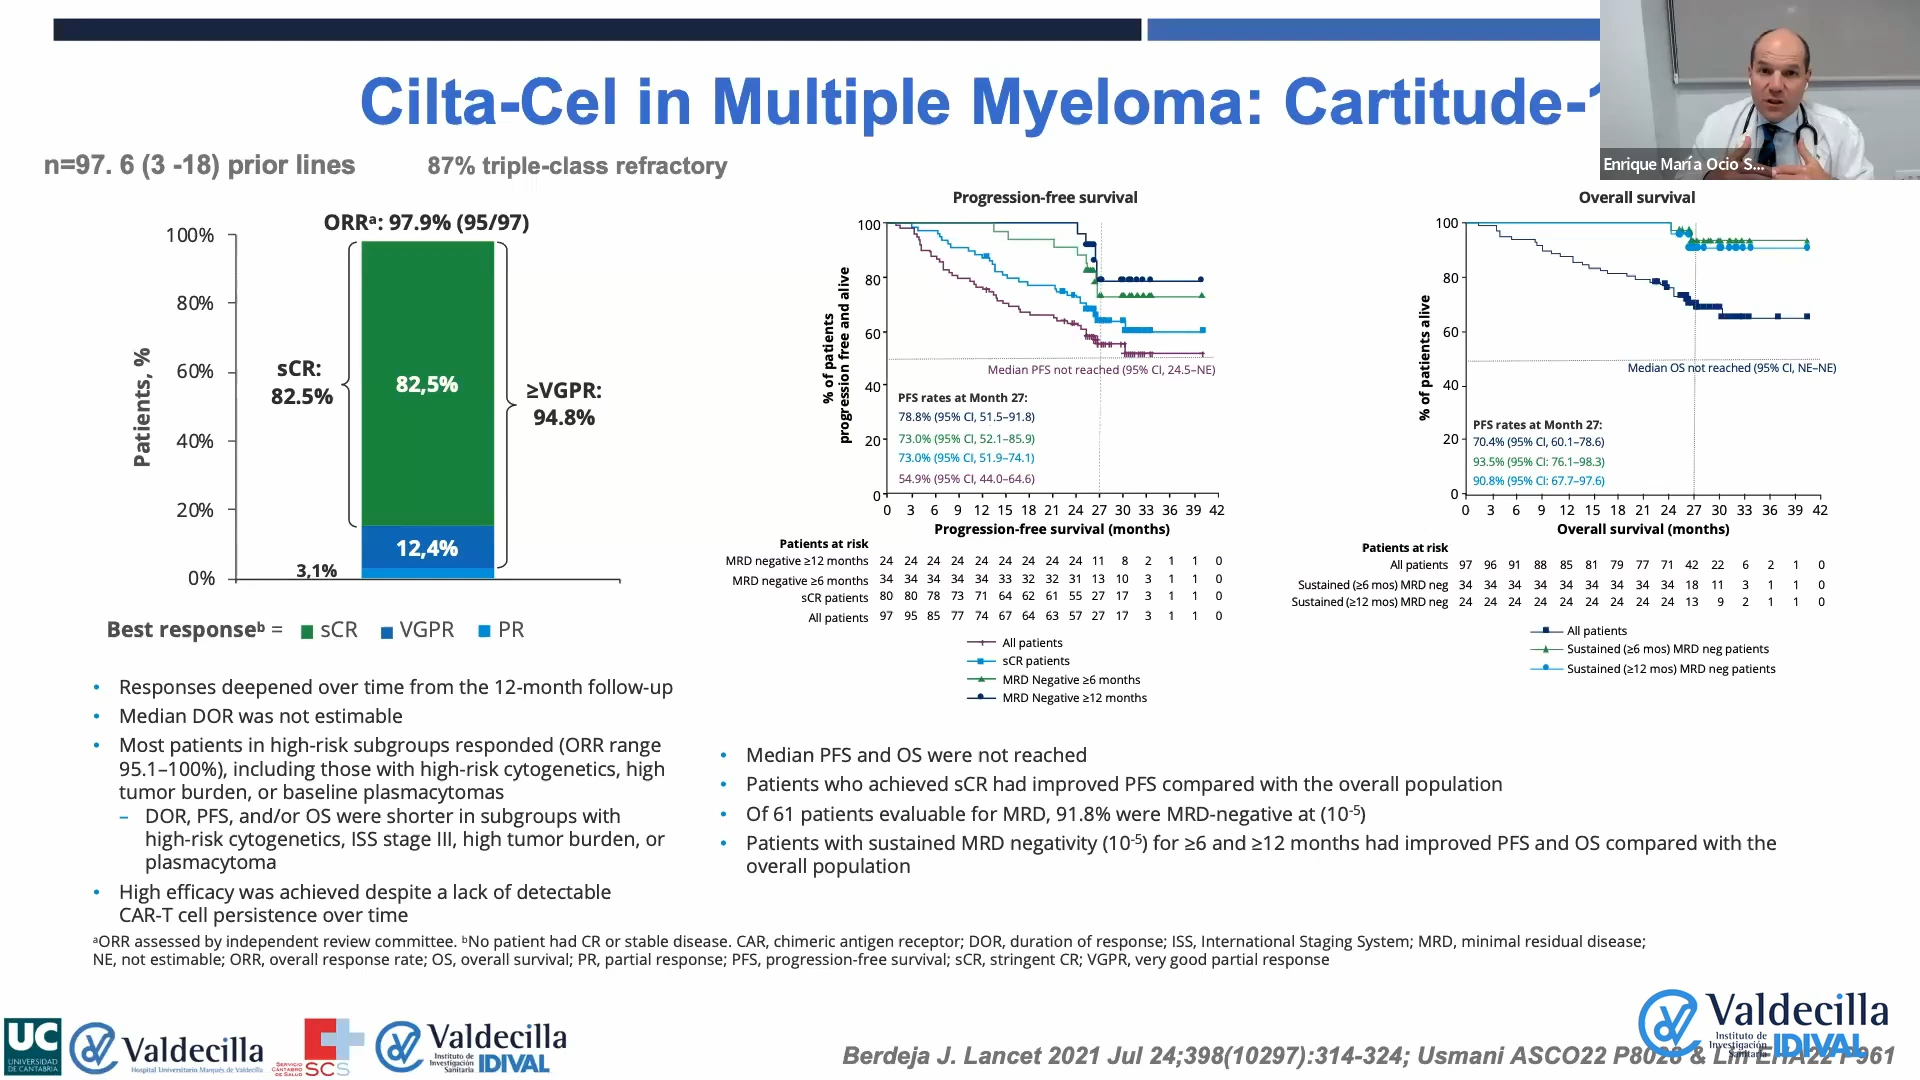 Cilta-Cel in Multiple Myeloma: Cartitude-
Enrique María Ocio S...
n=97. 6 (3 -18) prior lines
87% triple-class refractory
ORRᵃ: 97.9% (95/97)
100%
80%
60%
40%
20%
0%
Patients, %
sCR:
82.5%
82,5%
≥VGPR:
94.8%
12,4%
3,1%
Best responseᵇ = sCR VGPR PR
Progression-free survival
100
80
60
40
20
0
% of patients
progression free and alive
Median PFS not reached (95% CI, 24.5–NE)
PFS rates at Month 27:
78.8% (95% CI, 51.5–91.8)
73.0% (95% CI, 52.1–85.9)
73.0% (95% CI, 51.9–74.1)
54.9% (95% CI, 44.0–64.6)
0 3 6 9 12 15 18 21 24 27 30 33 36 39 42
Progression-free survival (months)
Patients at risk
MRD negative ≥12 months 24 24 24 24 24 24 24 24 24 11 8 2 1 1 0
MRD negative ≥6 months 34 34 34 34 34 33 32 32 31 13 10 3 1 1 0
sCR patients 80 80 78 73 71 64 62 61 55 27 17 3 1 1 0
All patients 97 95 85 77 74 67 64 63 57 27 17 3 1 1 0
All patients
sCR patients
MRD Negative ≥6 months
MRD Negative ≥12 months
Overall survival
100
80
60
40
20
0
% of patients alive
Median OS not reached (95% CI, NE–NE)
PFS rates at Month 27:
70.4% (95% CI, 60.1–78.6)
93.5% (95% CI: 76.1–98.3)
90.8% (95% CI: 67.7–97.6)
0 3 6 9 12 15 18 21 24 27 30 33 36 39 42
Overall survival (months)
Patients at risk
All patients 97 96 91 88 85 81 79 77 71 42 22 6 2 1 0
Sustained (≥6 mos) MRD neg 34 34 34 34 34 34 34 34 34 18 11 3 1 1 0
Sustained (≥12 mos) MRD neg 24 24 24 24 24 24 24 24 24 13 9 2 1 1 0
All patients
Sustained (≥6 mos) MRD neg patients
Sustained (≥12 mos) MRD neg patients
• Responses deepened over time from the 12-month follow-up
• Median DOR was not estimable
• Most patients in high-risk subgroups responded (ORR range
95.1–100%), including those with high-risk cytogenetics, high
tumor burden, or baseline plasmacytomas
– DOR, PFS, and/or OS were shorter in subgroups with
high-risk cytogenetics, ISS stage III, high tumor burden, or
plasmacytoma
• High efficacy was achieved despite a lack of detectable
CAR-T cell persistence over time
• Median PFS and OS were not reached
• Patients who achieved sCR had improved PFS compared with the overall population
• Of 61 patients evaluable for MRD, 91.8% were MRD-negative at (10⁻⁵)
• Patients with sustained MRD negativity (10⁻⁵) for ≥6 and ≥12 months had improved PFS and OS compared with the
overall population
ᵃORR assessed by independent review committee. ᵇNo patient had CR or stable disease. CAR, chimeric antigen receptor; DOR, duration of response; ISS, International Staging System; MRD, minimal residual disease;
NE, not estimable; ORR, overall response rate; OS, overall survival; PR, partial response; PFS, progression-free survival; sCR, stringent CR; VGPR, very good partial response
UC
UNIVERSIDAD
DE CANTABRIA
Valdecilla
Hospital Universitario Marqués de Valdecilla
SERVICIO
CÁNTABRO
DE SALUD
SCS
Valdecilla
Instituto de
Investigación
Sanitaria
IDIVAL
Valdecilla
Instituto de
Investigación
Sanitaria
IDIVAL
Berdeja J. Lancet 2021 Jul 24;398(10297):314-324; Usmani ASCO22 & Lin EHA22 P961